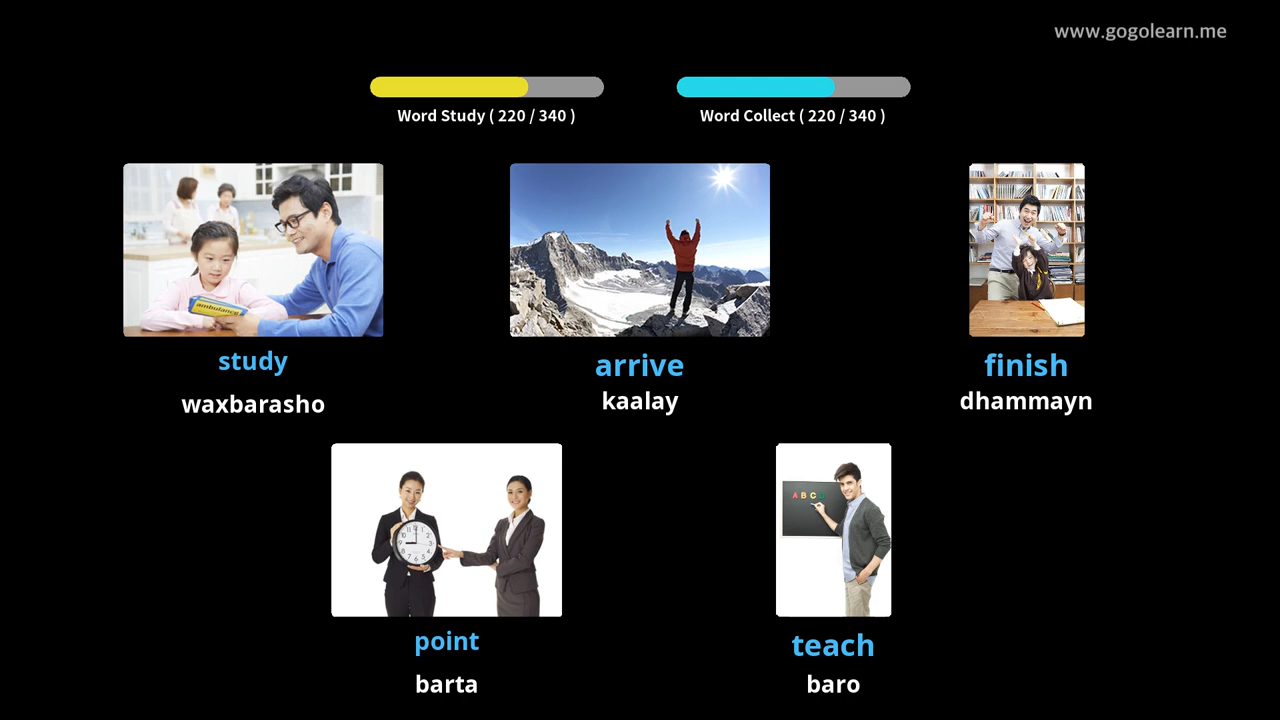 www.gogolearn.me
Word Study ( 220 / 340 )
Word Collect ( 220 / 340 )
ambulance
study
arrive
finish
waxbarasho
kaalay
dhammayn
A B C D
point
teach
barta
baro